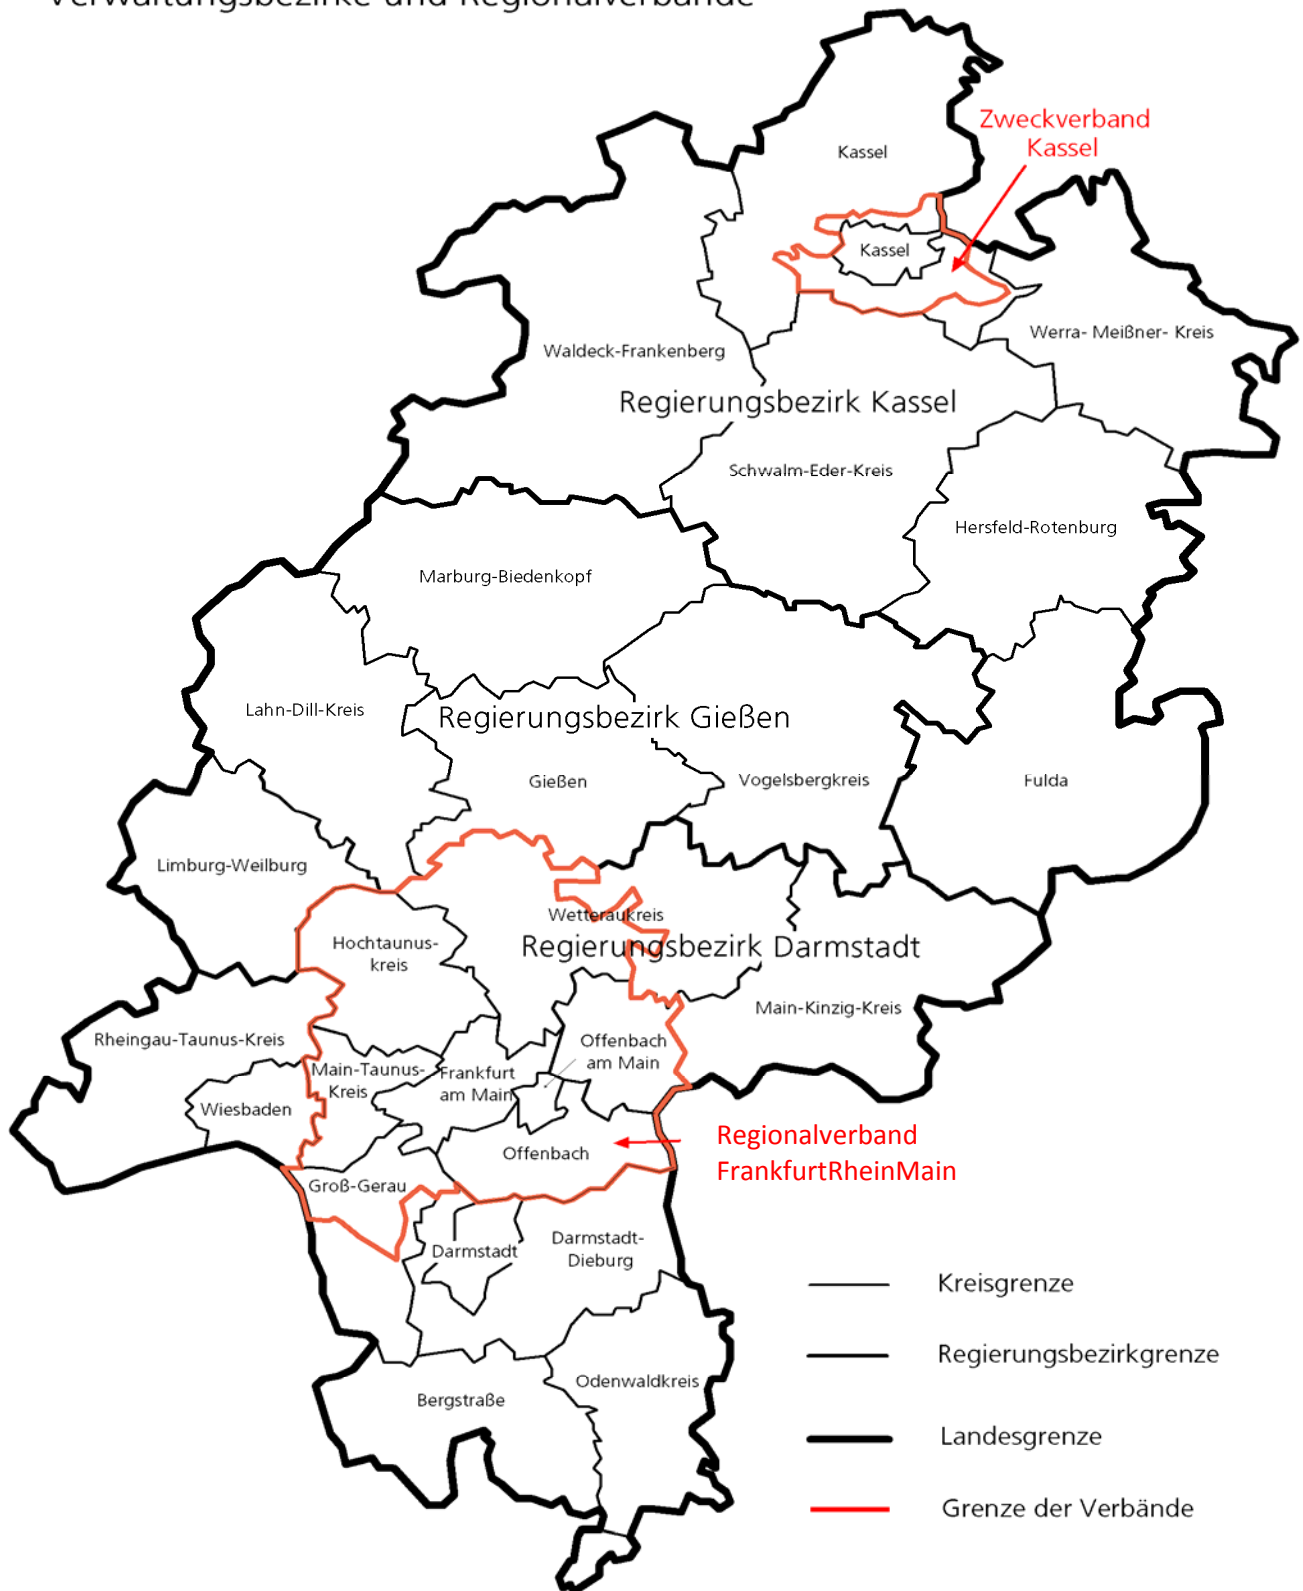 Verwaltungsbezirke und Regionalverbände
Zweckverband
Kassel
Kassel
Kassel
Werra- Meißner- Kreis
Waldeck-Frankenberg
Regierungsbezirk Kassel
Schwalm-Eder-Kreis
Hersfeld-Rotenburg
Marburg-Biedenkopf
Lahn-Dill-Kreis
Regierungsbezirk Gießen
Gießen
Vogelsbergkreis
Fulda
Limburg-Weilburg
Wetteraukreis
Hochtaunus-
kreis
Regierungsbezirk Darmstadt
Main-Kinzig-Kreis
Rheingau-Taunus-Kreis
Offenbach
am Main
Main-Taunus-
Kreis
Frankfurt
am Main
Wiesbaden
Offenbach
Regionalverband
FrankfurtRheinMain
Groß-Gerau
Darmstadt
Darmstadt-
Dieburg
Odenwaldkreis
Bergstraße
Kreisgrenze
Regierungsbezirkgrenze
Landesgrenze
Grenze der Verbände